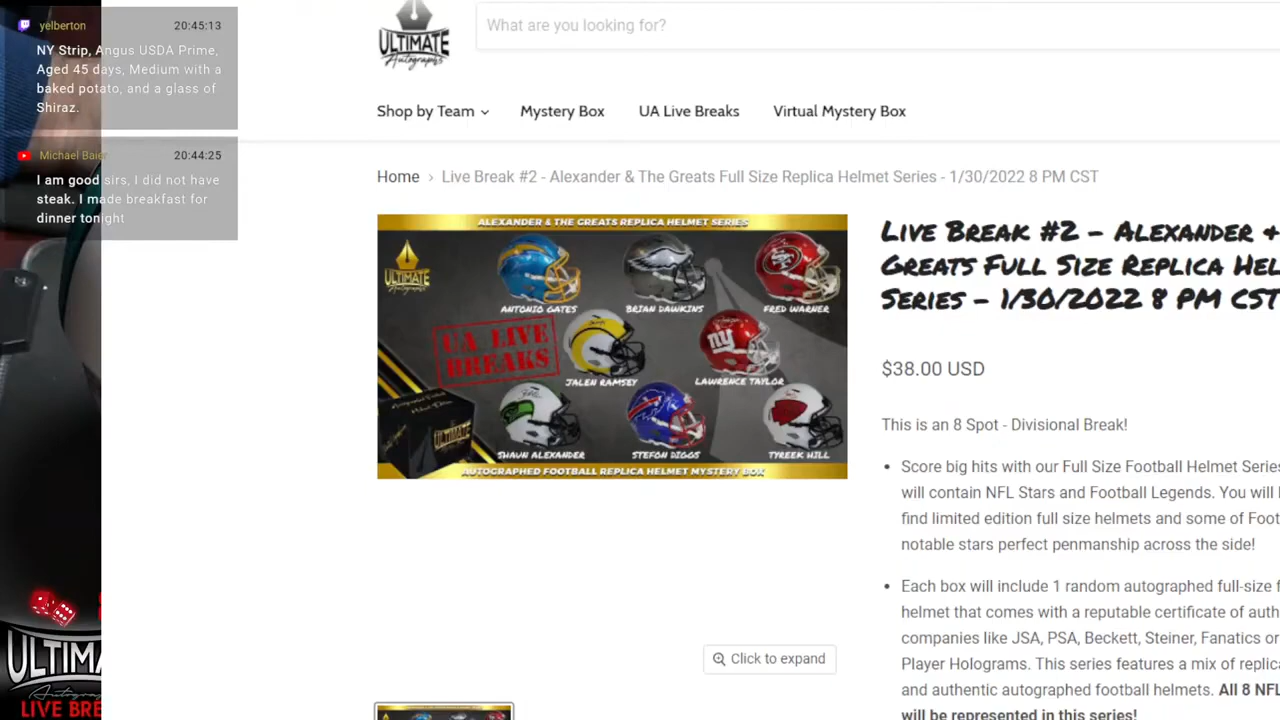 yelberton 20:45:13
NY Strip, Angus USDA Prime,
Aged 45 days, Medium with a
baked potato, and a glass of
Shiraz.
Michael Baier 20:44:25
I am good sirs, I did not have
steak. I made breakfast for
dinner tonight
ULTIMATE
Autographs
What are you looking for?
Shop by Team Mystery Box UA Live Breaks Virtual Mystery Box
Home › Live Break #2 - Alexander & The Greats Full Size Replica Helmet Series - 1/30/2022 8 PM CST
ALEXANDER & THE GREATS REPLICA HELMET SERIES
ULTIMATE
ANTONIO GATES BRIAN DAWKINS FRED WARNER
UA LIVE
BREAKS
NY
JALEN RAMSEY LAWRENCE TAYLOR
ULTIMATE
SHAUN ALEXANDER STEFON DIGGS TYREEK HILL
AUTOGRAPHED FOOTBALL REPLICA HELMET MYSTERY BOX
Click to expand
Live Break #2 - Alexander +
Greats Full Size Replica Hel
Series - 1/30/2022 8 PM CST
$38.00 USD
This is an 8 Spot - Divisional Break!
• Score big hits with our Full Size Football Helmet Series
will contain NFL Stars and Football Legends. You will
find limited edition full size helmets and some of Foot
notable stars perfect penmanship across the side!
• Each box will include 1 random autographed full-size f
helmet that comes with a reputable certificate of auth
companies like JSA, PSA, Beckett, Steiner, Fanatics or
Player Holograms. This series features a mix of replic
and authentic autographed football helmets. All 8 NFL
will be represented in this series!
ULTIMA
LIVE BRE